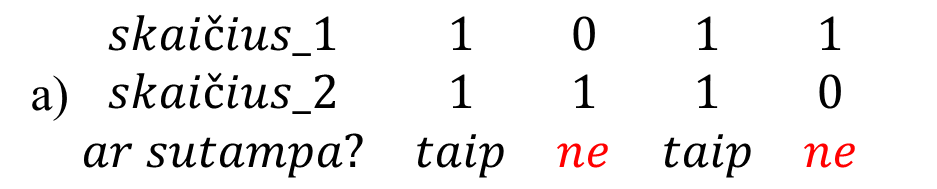 skaičius_1 1 0 1 1
a) skaičius_2 1 1 1 0
ar sutampa? taip ne taip ne